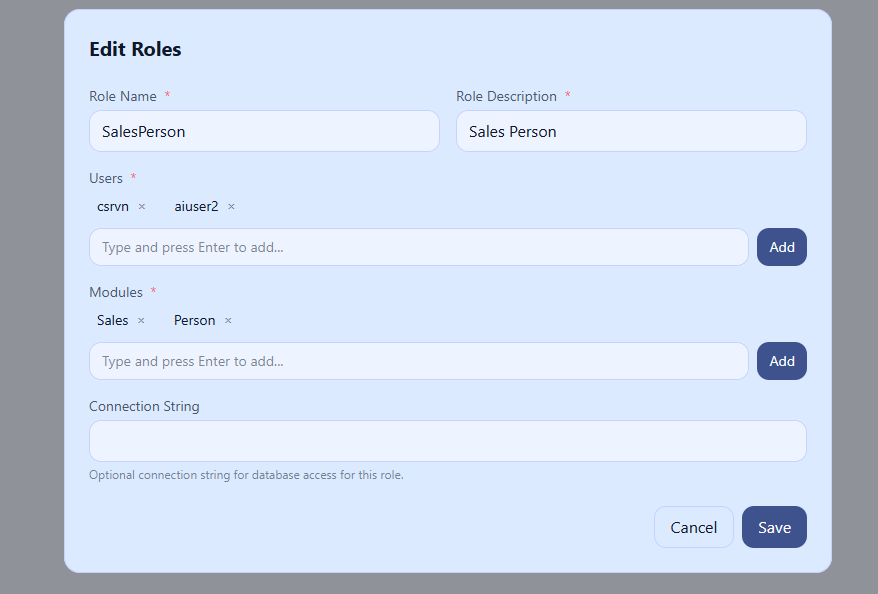 Edit Roles
Role Name *
Role Description *
SalesPerson
Sales Person
Users *
csrvn ×
aiuser2 ×
Type and press Enter to add...
Add
Modules *
Sales ×
Person ×
Type and press Enter to add...
Add
Connection String
Optional connection string for database access for this role.
Cancel
Save